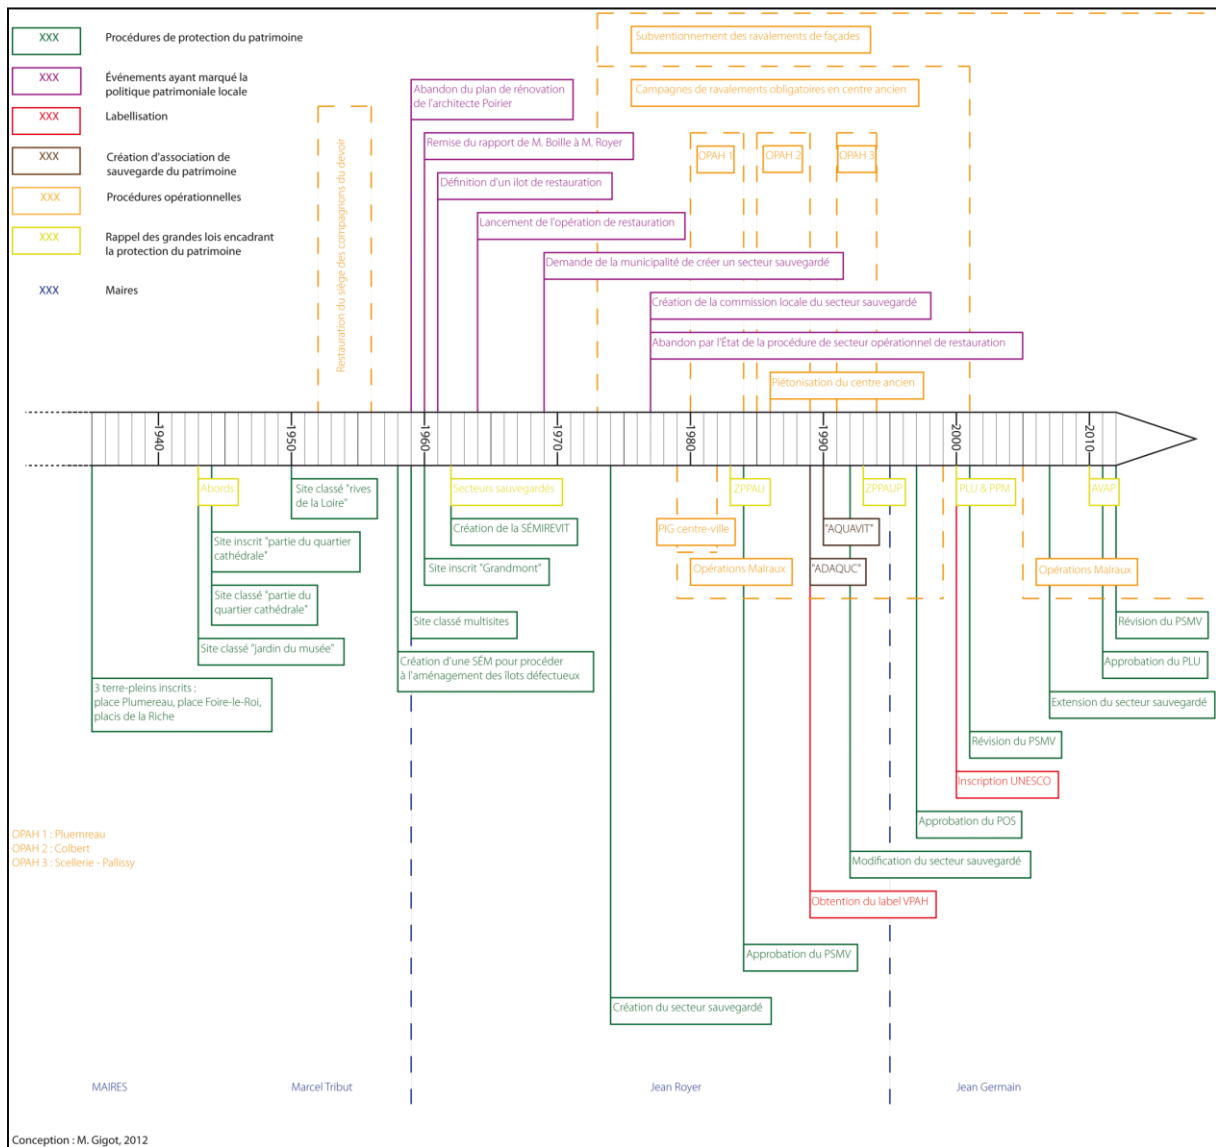 XXX Procédures de protection du patrimoine
XXX Événements ayant marqué la
politique patrimoniale locale
XXX Labellisation
XXX Création d'association de
sauvegarde du patrimoine
XXX Procédures opérationnelles
XXX Rappel des grandes lois encadrant
la protection du patrimoine
XXX Maires
Subventionnement des ravalements de façades
Campagnes de ravalements obligatoires en centre ancien
Restauration du siège des compagnons du devoir
Abandon du plan de rénovation
de l'architecte Poirier
Remise du rapport de M. Boille à M. Royer
Définition d'un ilot de restauration
Lancement de l'opération de restauration
Demande de la municipalité de créer un secteur sauvegardé
Création de la commission locale du secteur sauvegardé
Abandon par l'État de la procédure de secteur opérationnel de restauration
OPAH 1
OPAH 2
OPAH 3
Piétonisation du centre ancien
1940
1950
1960
1970
1980
1990
2000
2010
Abords
Site classé "rives
de la Loire"
Secteurs sauvegardés
ZPPAU
ZPPAUP
PLU & PPM
AVAP
Site inscrit "partie du quartier
cathédrale"
Création de la SÉMIREVIT
PIG centre-ville
"AQUAVIT"
Site inscrit "Grandmont"
Opérations Malraux
"ADAQUC"
Opérations Malraux
Site classé "partie du
quartier cathédrale"
Site classé multisites
Révision du PSMV
Site classé "jardin du musée"
Création d'une SÉM pour procéder
à l'aménagement des îlots défectueux
Approbation du PLU
3 terre-pleins inscrits :
place Plumereau, place Foire-le-Roi,
placis de la Riche
Extension du secteur sauvegardé
Révision du PSMV
Inscription UNESCO
Approbation du POS
OPAH 1 : Pluemreau
OPAH 2 : Colbert
OPAH 3 : Scellerie - Pallissy
Modification du secteur sauvegardé
Obtention du label VPAH
Approbation du PSMV
Création du secteur sauvegardé
MAIRES
Marcel Tribut
Jean Royer
Jean Germain
Conception : M. Gigot, 2012